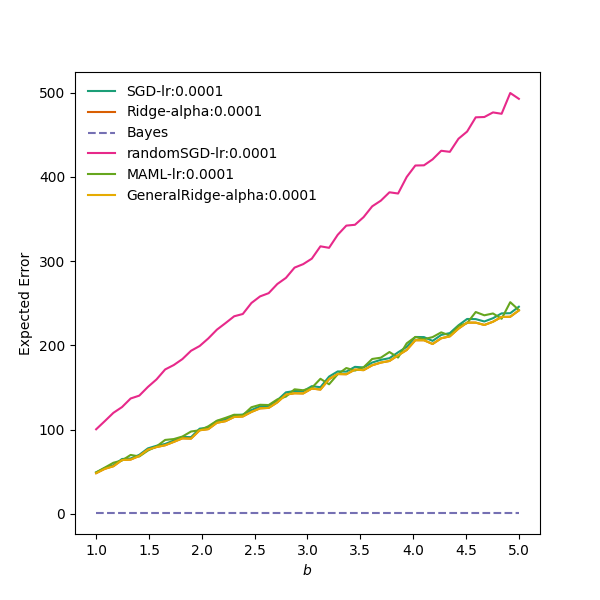 SGD-lr:0.0001
Ridge-alpha:0.0001
Bayes
randomSGD-lr:0.0001
MAML-lr:0.0001
GeneralRidge-alpha:0.0001
Expected Error
500
400
300
200
100
0
1.0 1.5 2.0 2.5 3.0 3.5 4.0 4.5 5.0
b